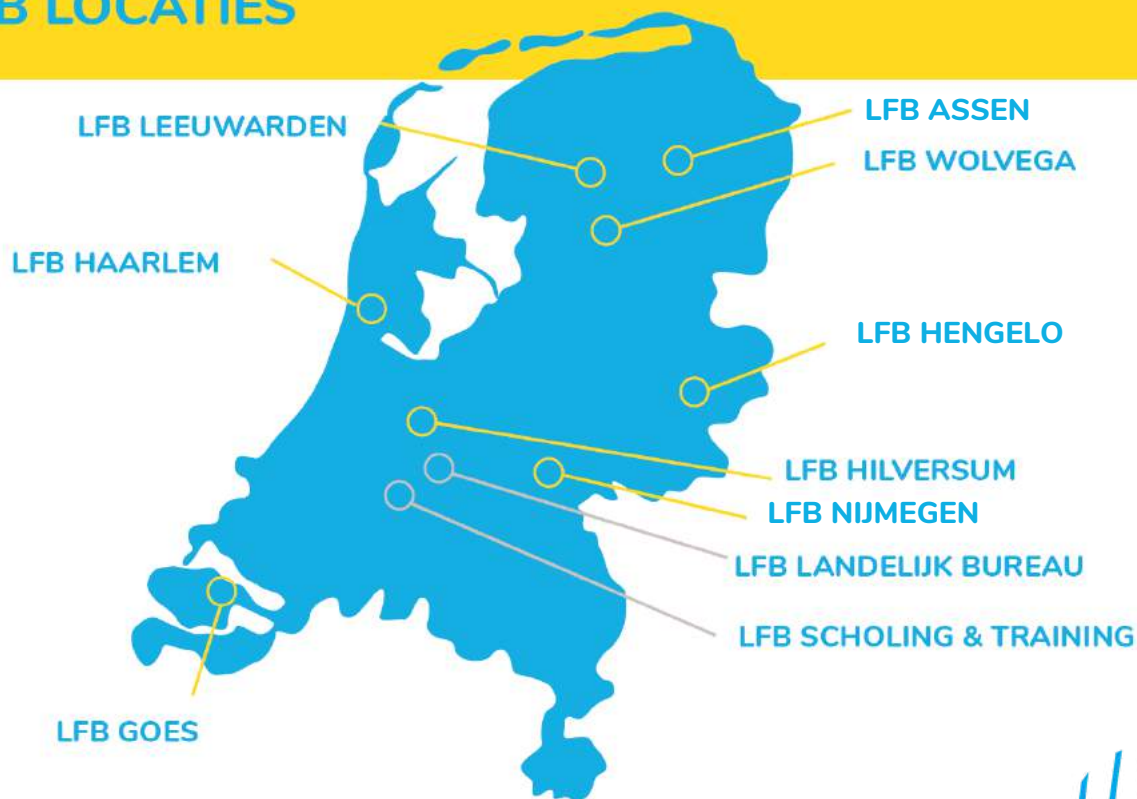 B LOCATIES
LFB LEEUWARDEN
LFB ASSEN
LFB WOLVEGA
LFB HAARLEM
LFB HENGELO
LFB HILVERSUM
LFB NIJMEGEN
LFB LANDELIJK BUREAU
LFB SCHOLING & TRAINING
LFB GOES